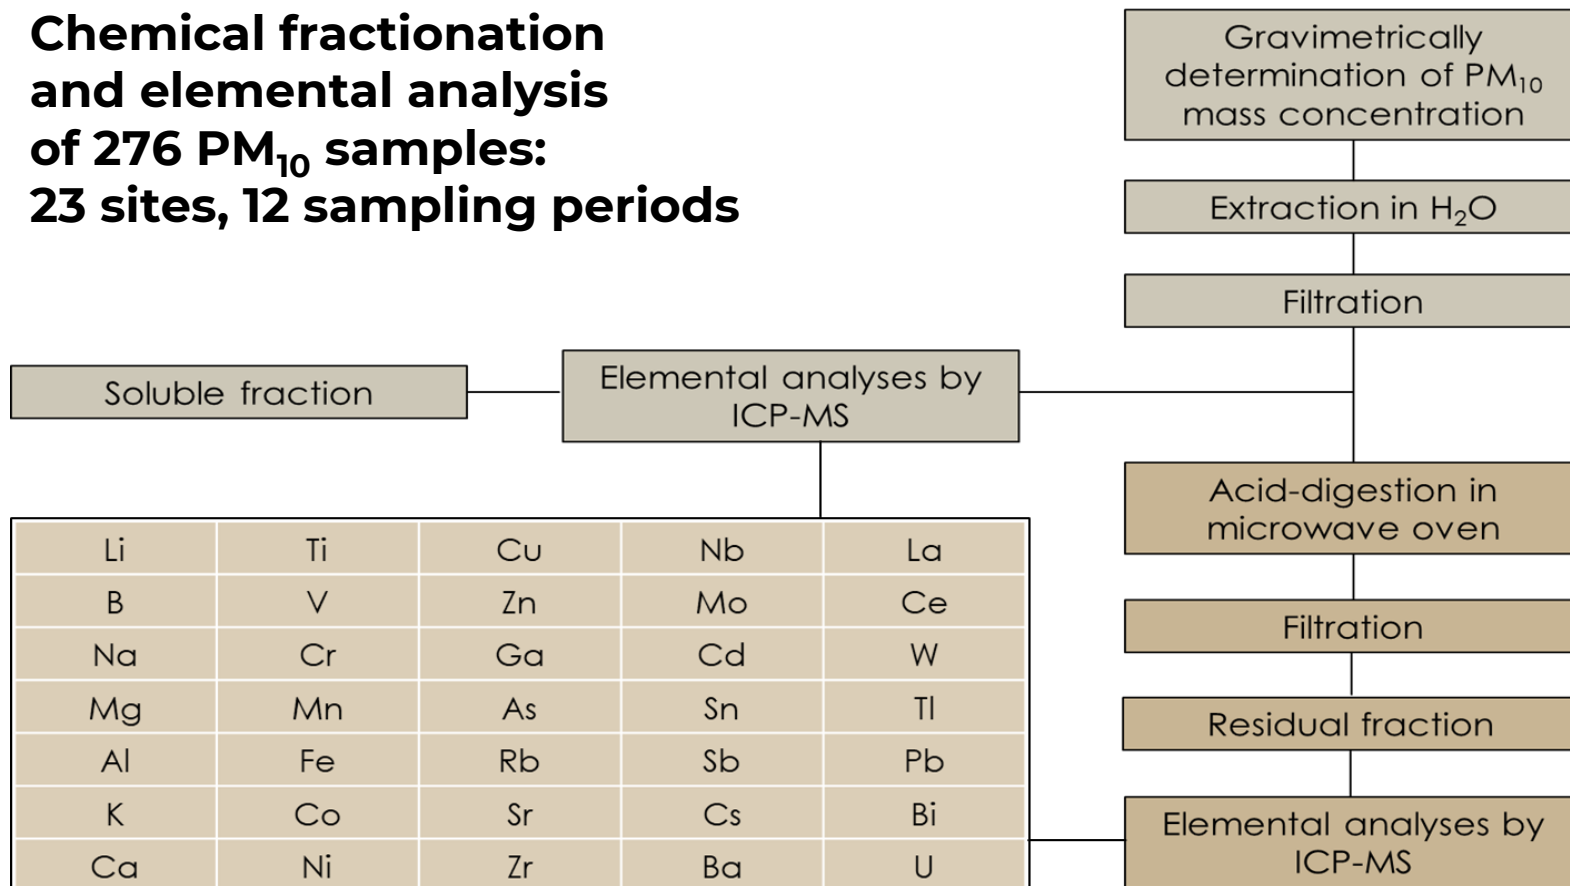 Chemical fractionation
and elemental analysis
of 276 PM₁₀ samples:
23 sites, 12 sampling periods
Gravimetrically
determination of PM₁₀
mass concentration
Extraction in H₂O
Filtration
Soluble fraction
Elemental analyses by
ICP-MS
Acid-digestion in
microwave oven
Filtration
Residual fraction
Elemental analyses by
ICP-MS
Li Ti Cu Nb La
B V Zn Mo Ce
Na Cr Ga Cd W
Mg Mn As Sn Tl
Al Fe Rb Sb Pb
K Co Sr Cs Bi
Ca Ni Zr Ba U